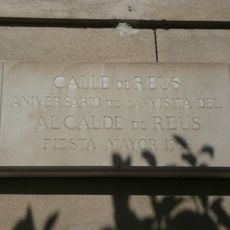 CALLE DE REUS
ANIVERSARIO DE LA VISITA DEL
ALCALDE DE REUS
FIESTA MAYOR